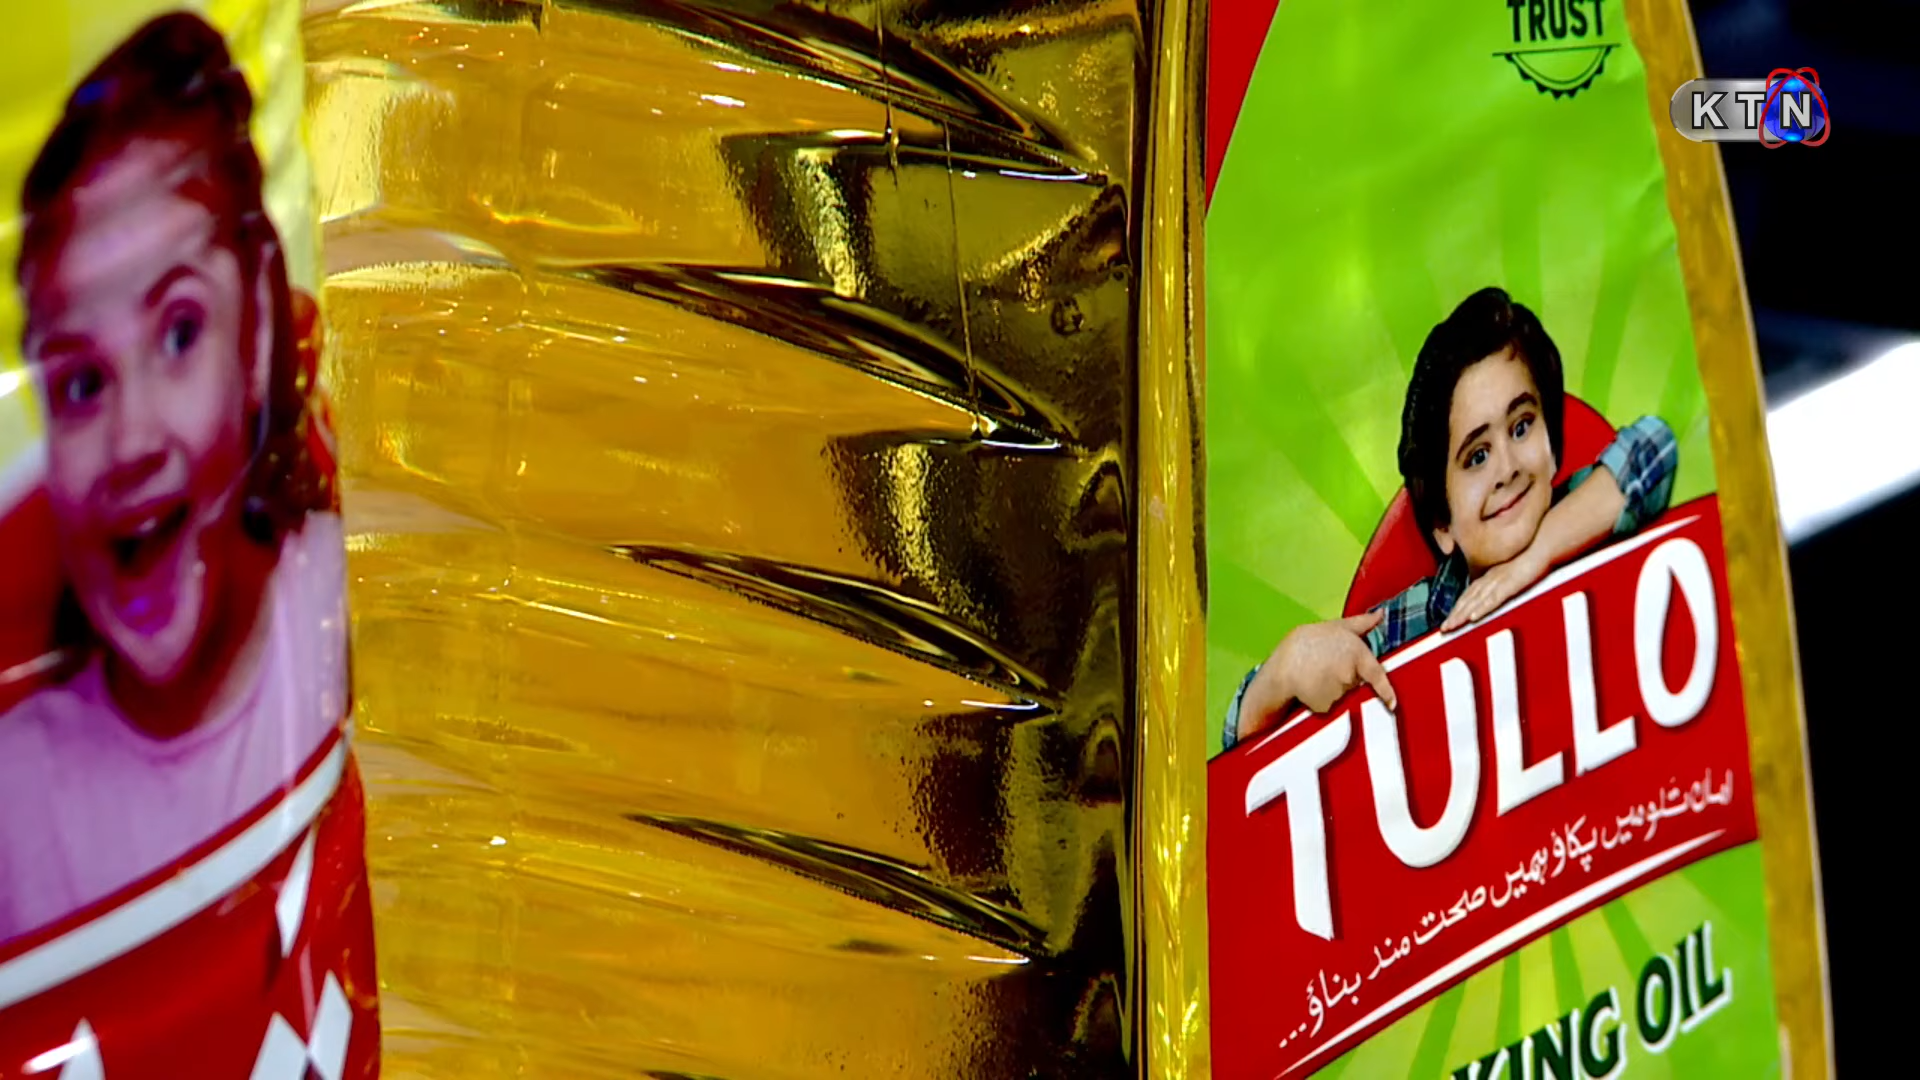 TRUST
KTN
TULLO
اماں تلو میں پکاؤ ہمیں صحت مند بناؤ...
KING OIL